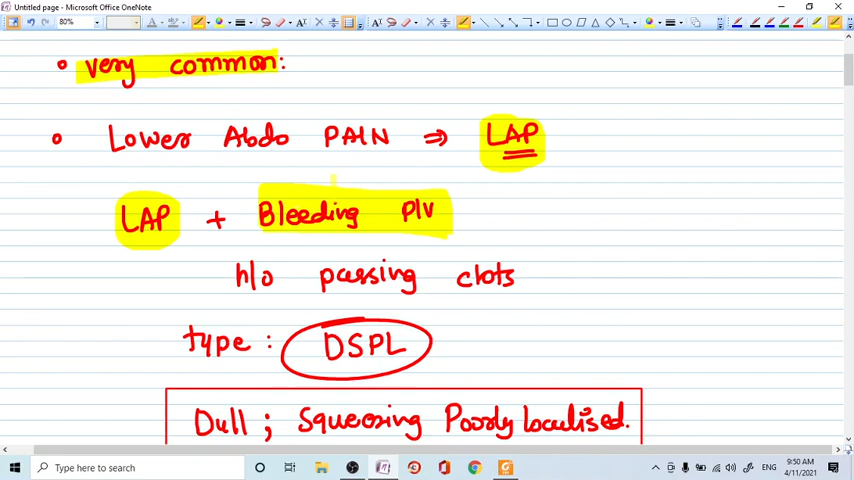 Untitled page - Microsoft Office OneNote
80%
• very common:
• Lower Abdo PAIN ⇒ LAP
LAP + Bleeding P/V
h/o passing clots
type : DSPL
Dull ; Squeezing Poorly localised.
Type here to search
ENG
9:50 AM
4/11/2021